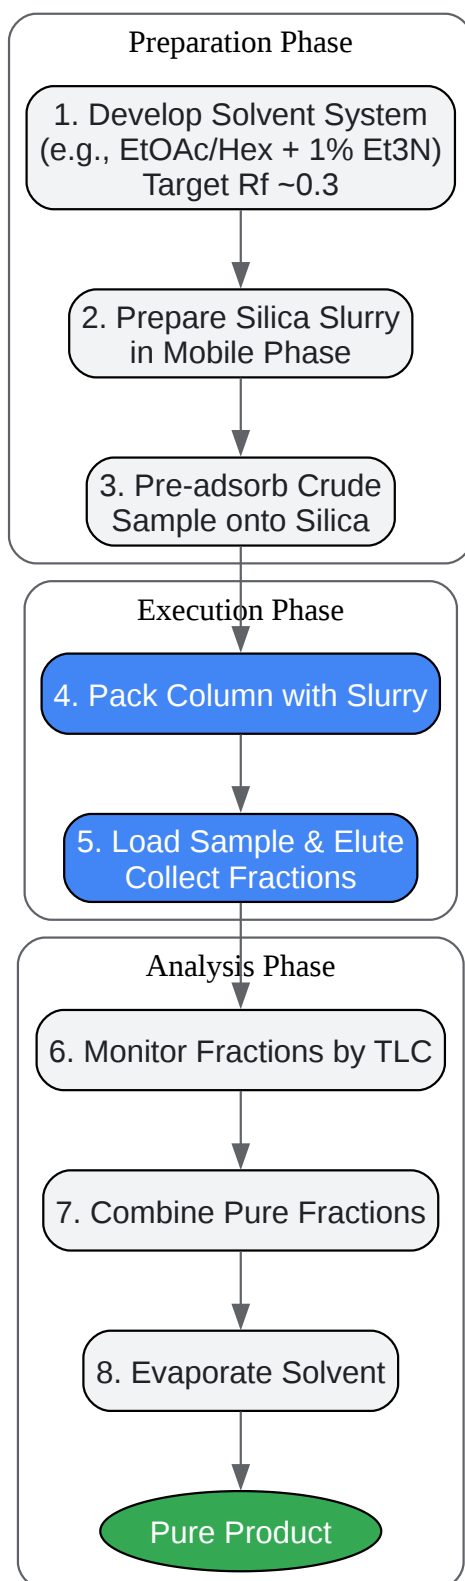 Preparation Phase
1. Develop Solvent System
(e.g., EtOAc/Hex + 1% Et3N)
Target Rf ~0.3
2. Prepare Silica Slurry
in Mobile Phase
3. Pre-adsorb Crude
Sample onto Silica
Execution Phase
4. Pack Column with Slurry
5. Load Sample & Elute
Collect Fractions
Analysis Phase
6. Monitor Fractions by TLC
7. Combine Pure Fractions
8. Evaporate Solvent
Pure Product